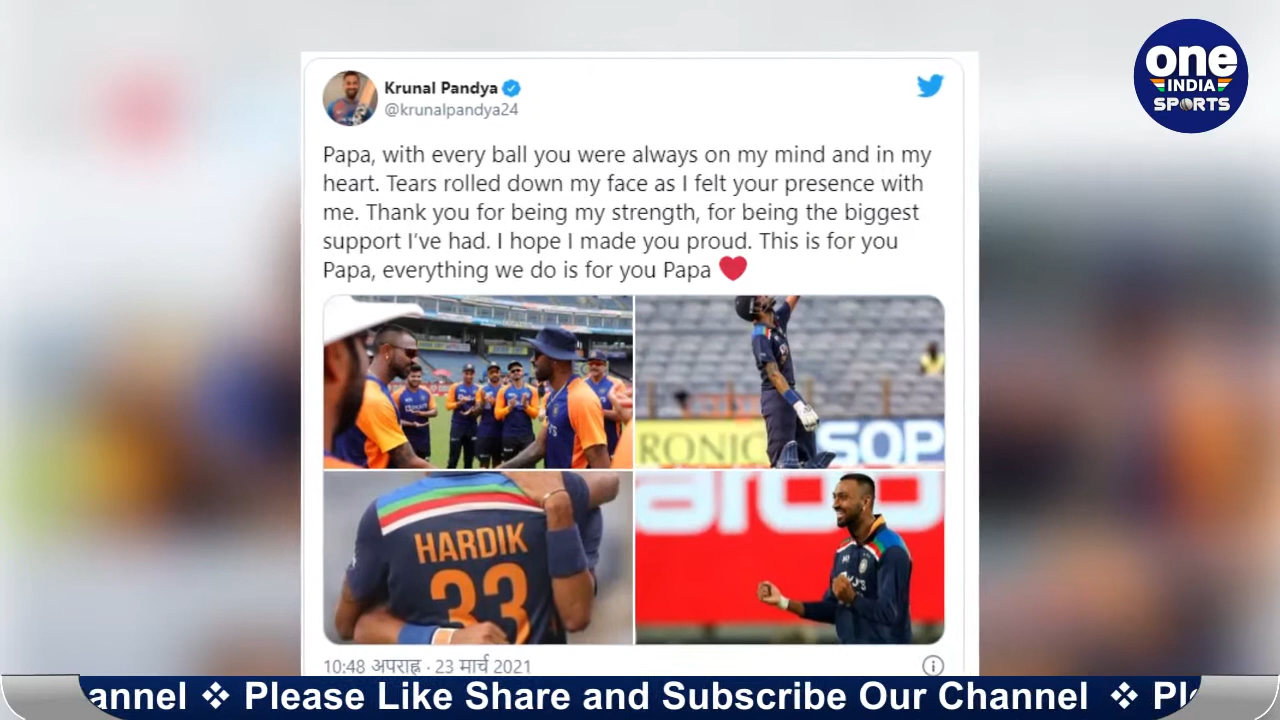 one
INDIA
SPORTS
Krunal Pandya
@krunalpandya24
Papa, with every ball you were always on my mind and in my
heart. Tears rolled down my face as I felt your presence with
me. Thank you for being my strength, for being the biggest
support I’ve had. I hope I made you proud. This is for you
Papa, everything we do is for you Papa ❤
RONIC
SOP
HARDIK
33
10:48 अपराह्न · 23 मार्च 2021
annel ❖ Please Like Share and Subscribe Our Channel ❖ Ple